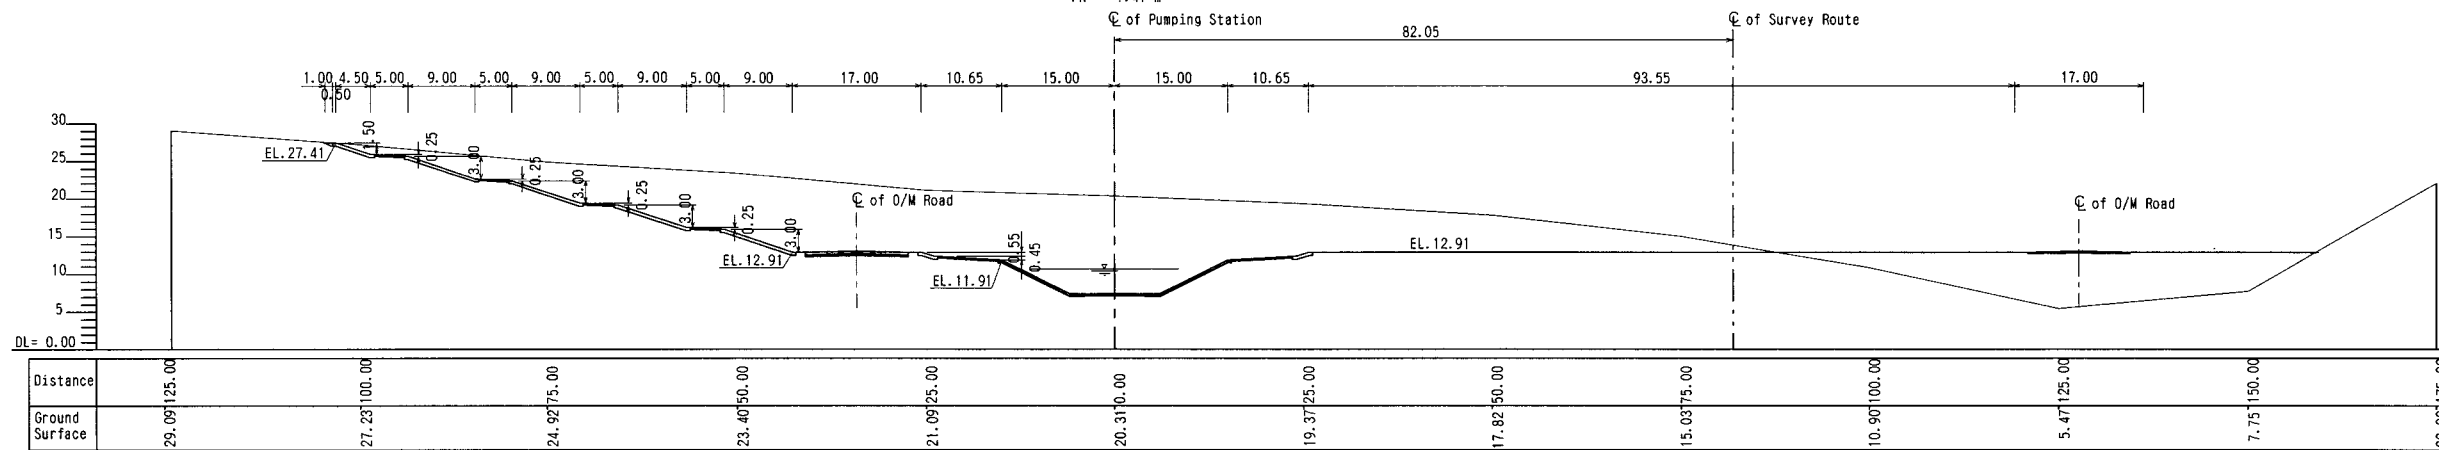 ℄ of Pumping Station
℄ of Survey Route
82.05
1.00 4.50 5.00 9.00 5.00 9.00 5.00 9.00 5.00 9.00 17.00 10.65 15.00 15.00 10.65 93.55 17.00
0.50
30
25
20
15
10
5
DL= 0.00
EL.27.41
0.25
3.00
0.25
3.00
0.25
3.00
0.25
3.00
℄ of O/M Road
EL.12.91
0.55
0.45
EL.11.91
EL.12.91
℄ of O/M Road
Distance 125.00 100.00 75.00 50.00 25.00 0.00 25.00 50.00 75.00 100.00 125.00 150.00
Ground
Surface 29.09 27.23 24.92 23.40 21.09 20.31 19.37 17.82 15.03 10.90 5.47 7.75